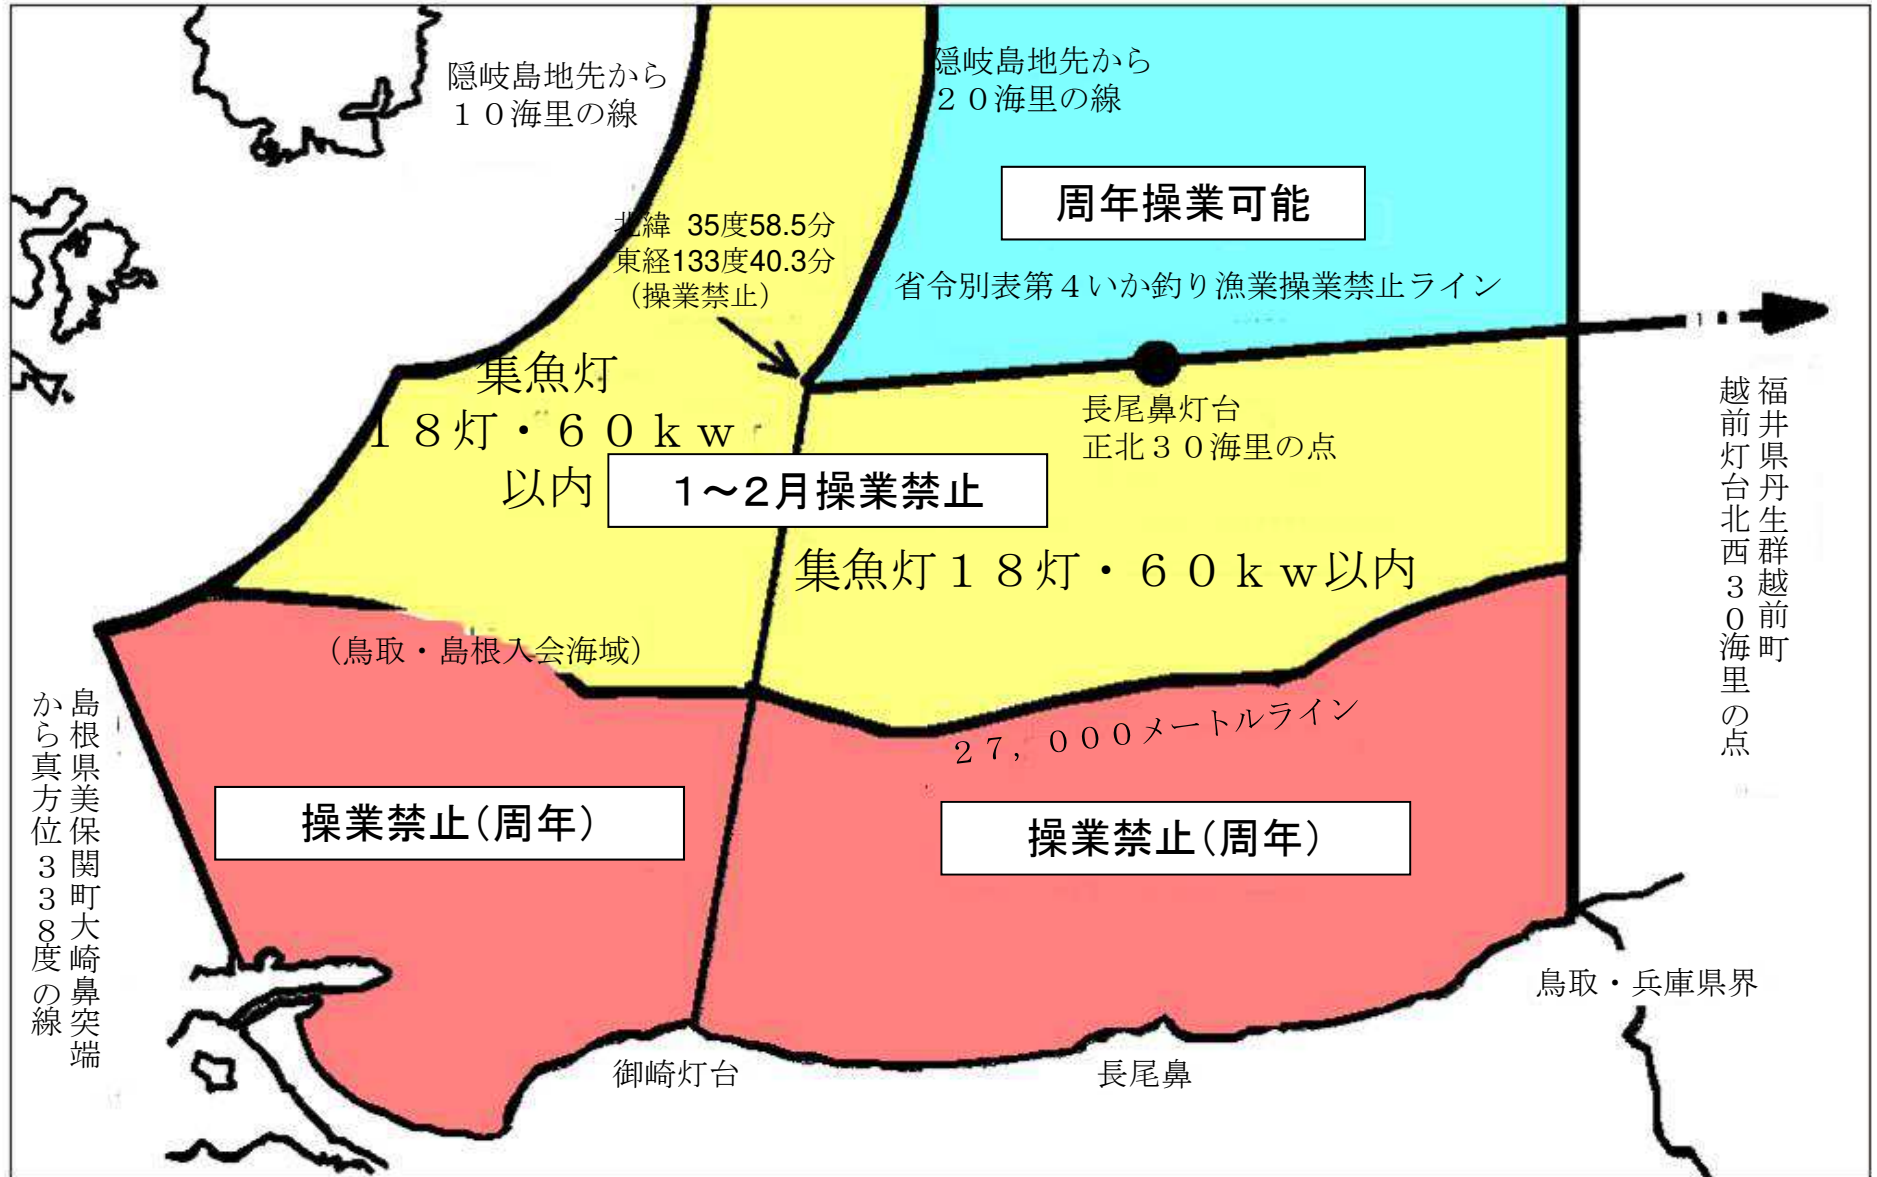 隠岐島地先から
１０海里の線
隠岐島地先から
２０海里の線
周年操業可能
北緯 35度58.5分
東経133度40.3分
（操業禁止）
省令別表第４いか釣り漁業操業禁止ライン
集魚灯
１８灯・６０ｋｗ
以内
長尾鼻灯台
正北３０海里の点
1～2月操業禁止
福井県丹生群越前町
越前灯台北西３０海里の点
集魚灯１８灯・６０ｋｗ以内
（鳥取・島根入会海域）
２７，０００メートルライン
島根県美保関町大崎鼻突端
から真方位３３８度の線
操業禁止（周年）
操業禁止（周年）
鳥取・兵庫県界
御崎灯台
長尾鼻